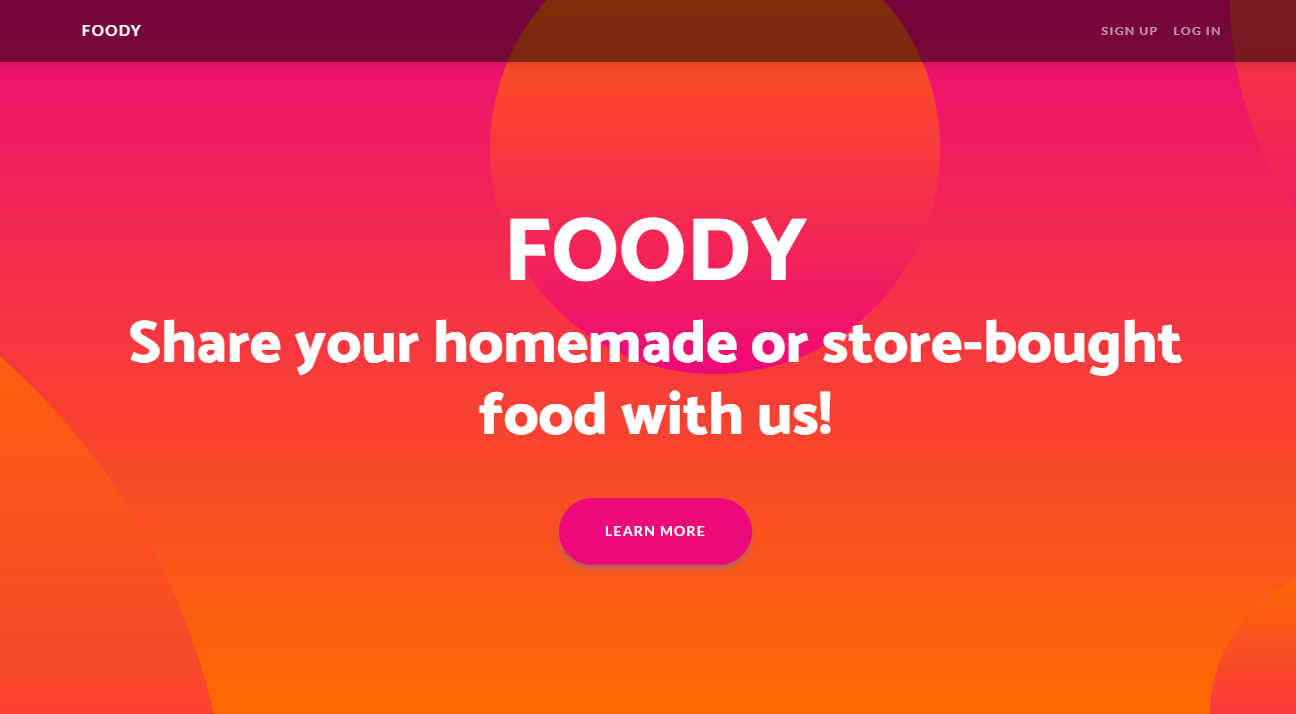 FOODY
SIGN UP LOG IN
FOODY
Share your homemade or store-bought
food with us!
LEARN MORE